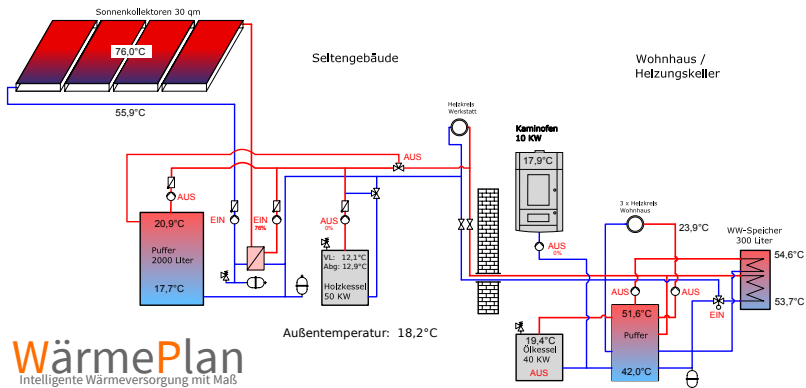 Sonnenkollektoren 30 qm
76,0°C
55,9°C
Seitengebäude
Wohnhaus /
Heizungskeller
Heizkreis
Werkstatt
Kaminofen
10 KW
17,9°C
AUS
0%
AUS
AUS
EIN
EIN
76%
AUS
0%
20,9°C
Puffer
2000 Liter
17,7°C
VL: 12,1°C
Abg: 12,9°C
Holzkessel
50 KW
3 x Heizkreis
Wohnhaus
23,9°C
WW-Speicher
300 Liter
54,6°C
53,7°C
EIN
AUS
AUS
51,6°C
Puffer
42,0°C
19,4°C
Ölkessel
40 KW
AUS
Außentemperatur: 18,2°C
WärmePlan
Intelligente Wärmeversorgung mit Maß